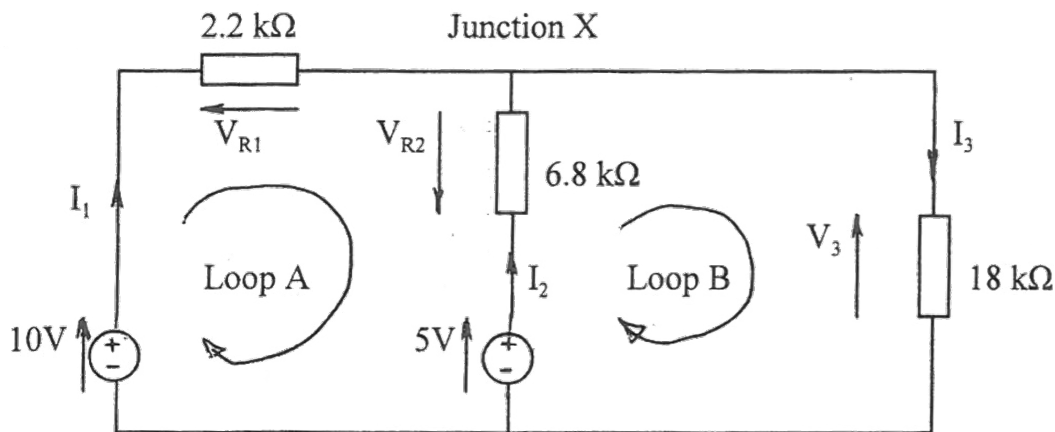 2.2 kΩ
Junction X
V_R1
V_R2
I_3
6.8 kΩ
I_1
V_3
Loop A
I_2
Loop B
18 kΩ
10V
+
-
5V
+
-